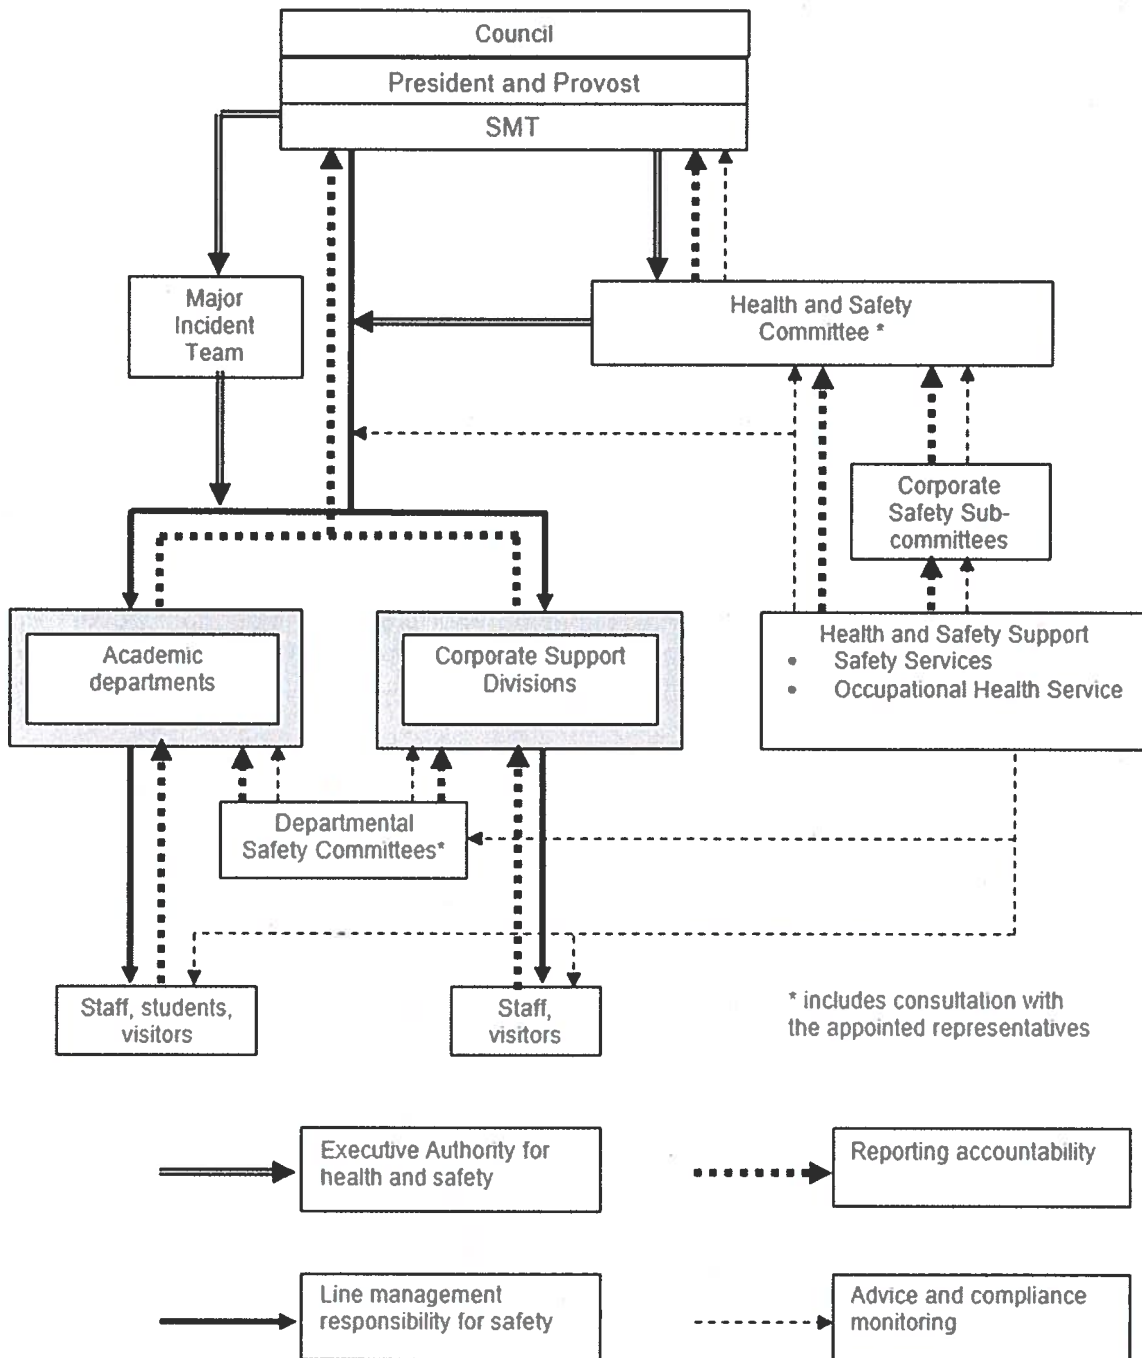 Council
President and Provost
SMT
Major
Incident
Team
Health and Safety
Committee *
Corporate
Safety Sub-
committees
Academic
departments
Corporate Support
Divisions
Health and Safety Support
• Safety Services
• Occupational Health Service
Departmental
Safety Committees*
Staff, students,
visitors
Staff,
visitors
* includes consultation with
the appointed representatives
Executive Authority for
health and safety
Reporting accountability
Line management
responsibility for safety
Advice and compliance
monitoring